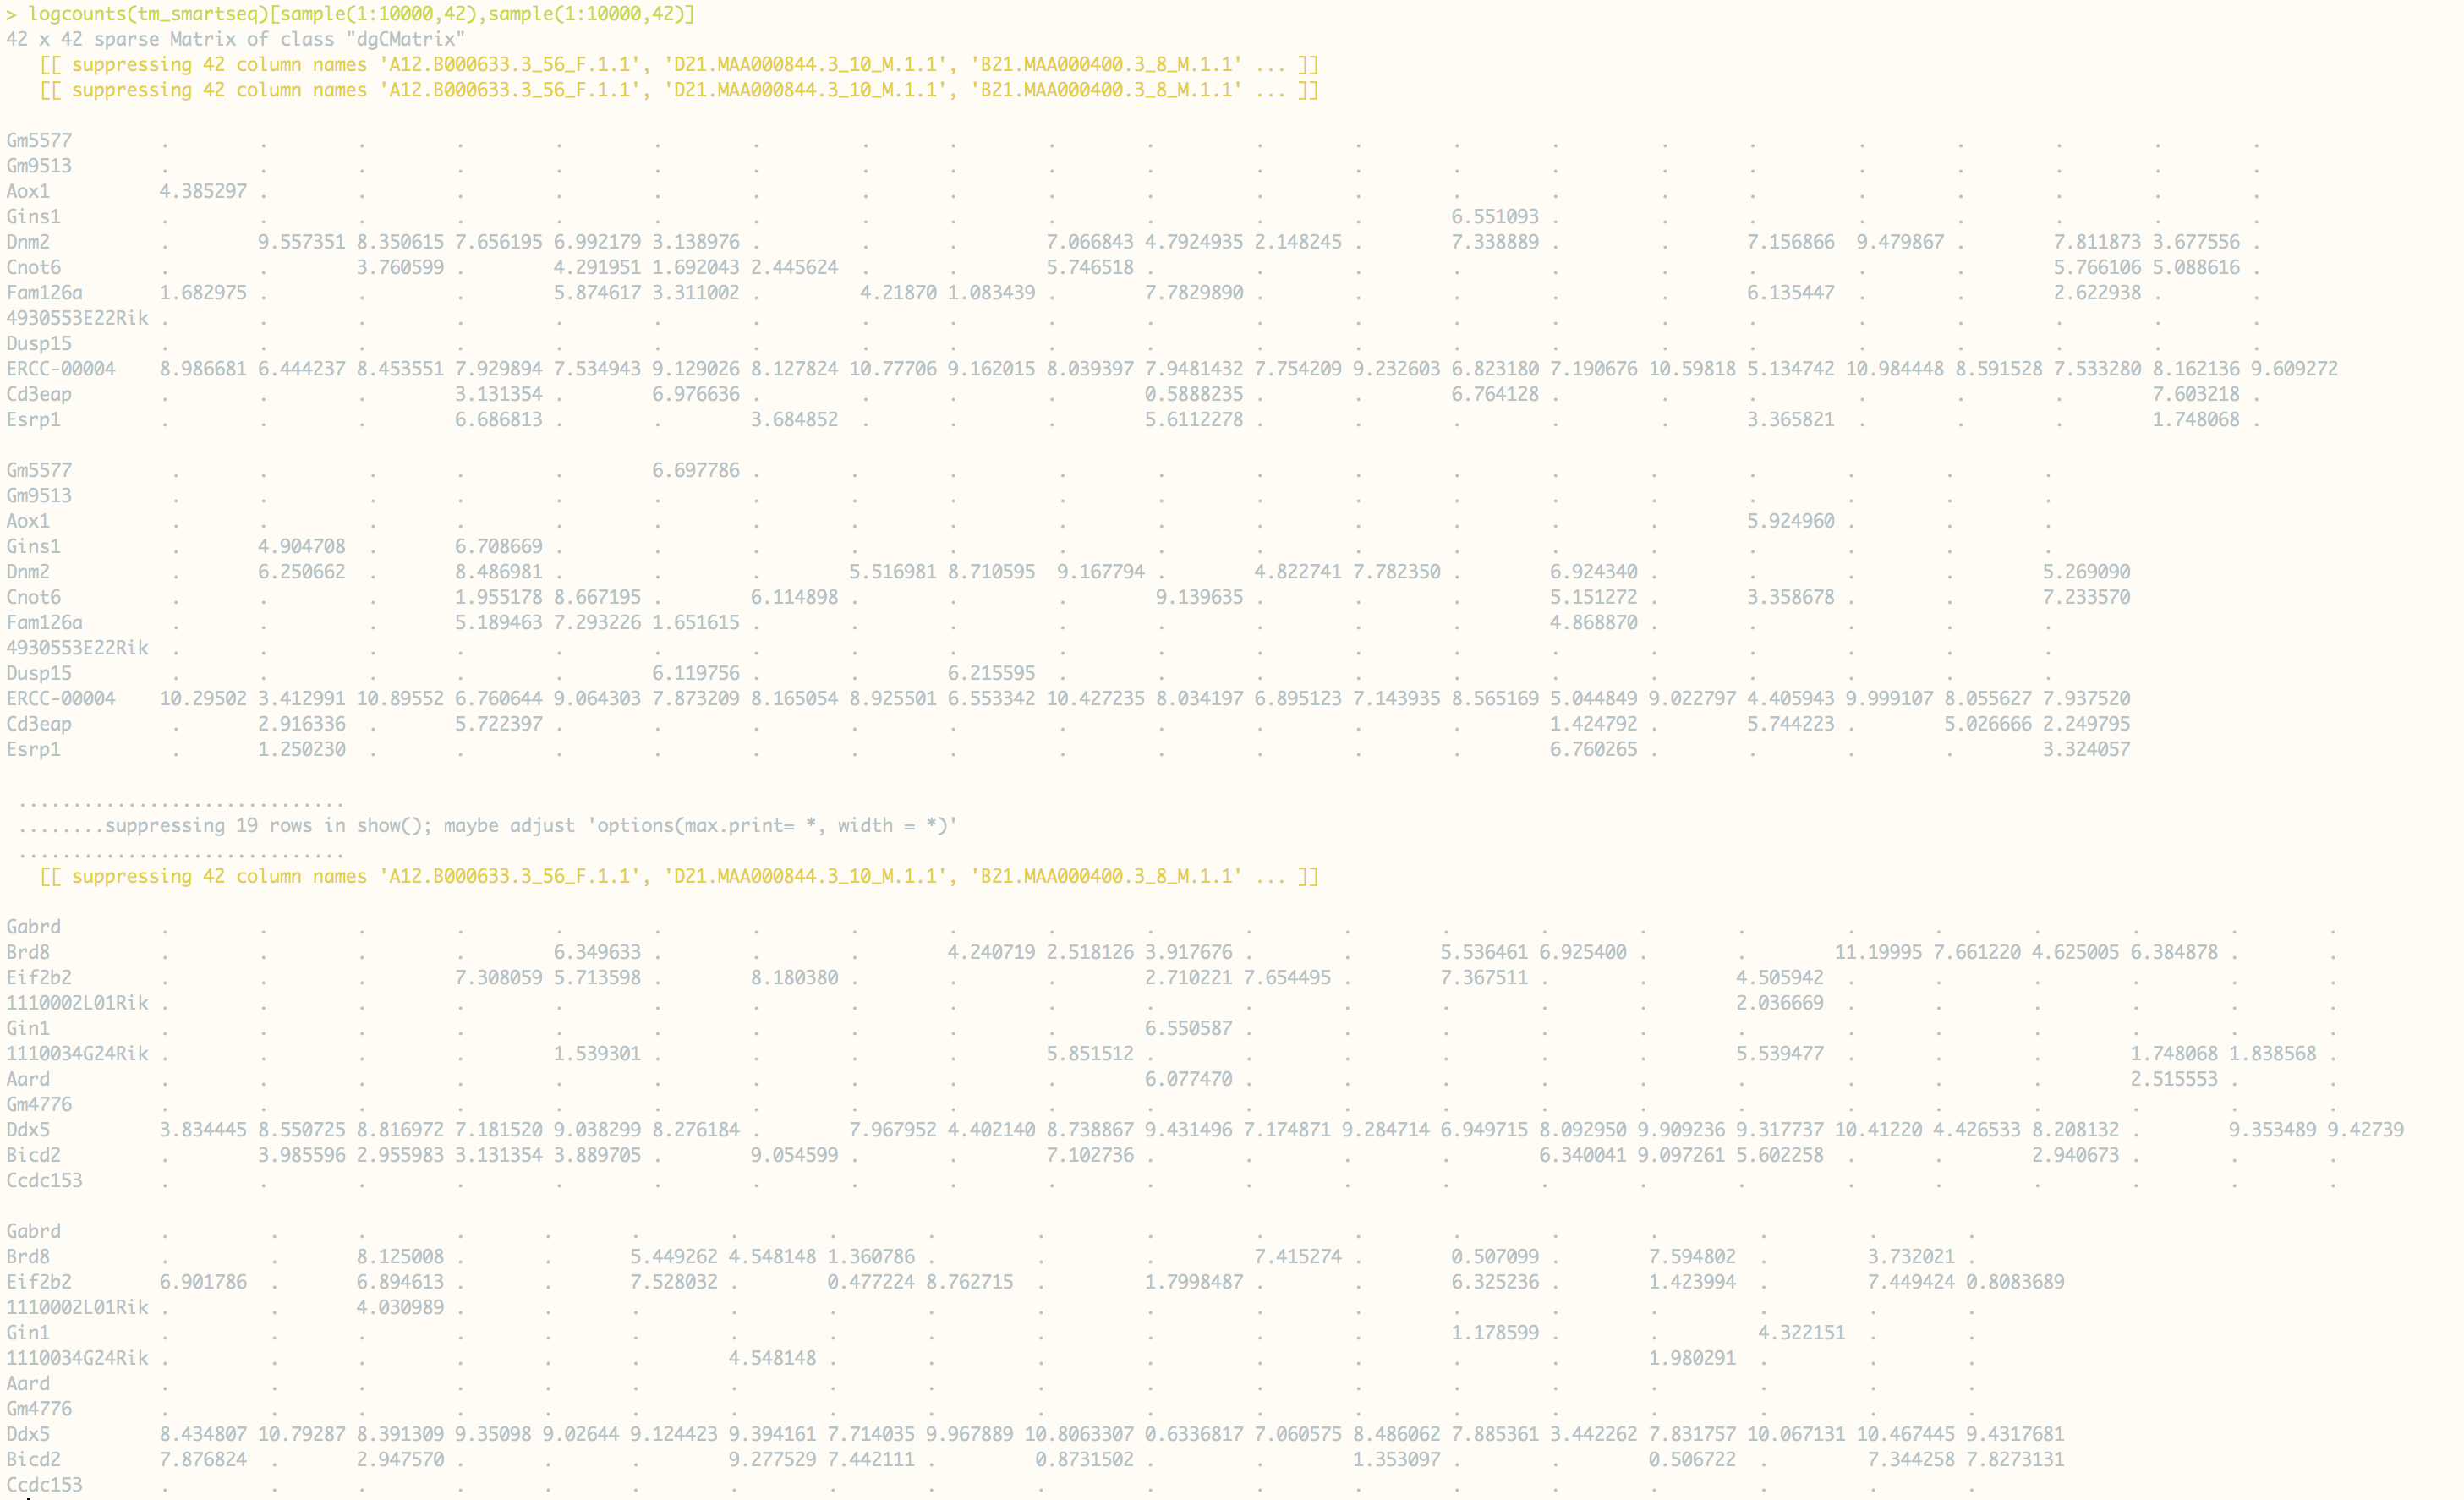 > logcounts(tm_smartseq)[sample(1:10000,42),sample(1:10000,42)]
42 x 42 sparse Matrix of class "dgCMatrix"
   [[ suppressing 42 column names 'A12.B000633.3_56_F.1.1', 'D21.MAA000844.3_10_M.1.1', 'B21.MAA000400.3_8_M.1.1' ... ]]
   [[ suppressing 42 column names 'A12.B000633.3_56_F.1.1', 'D21.MAA000844.3_10_M.1.1', 'B21.MAA000400.3_8_M.1.1' ... ]]
Gm5577 . . . . . . . . . . . . . . . . . . . . . .
Gm9513 . . . . . . . . . . . . . . . . . . . . . .
Aox1 4.385297 . . . . . . . . . . . . . . . . . . . . .
Gins1 . . . . . . . . . . . . . 6.551093 . . . . . . . .
Dnm2 . 9.557351 8.350615 7.656195 6.992179 3.138976 . . . 7.066843 4.7924935 2.148245 . 7.338889 . . 7.156866 9.479867 . 7.811873 3.677556 .
Cnot6 . . 3.760599 . 4.291951 1.692043 2.445624 . . 5.746518 . . . . . . . . . 5.766106 5.088616 .
Fam126a 1.682975 . . . 5.874617 3.311002 . 4.21870 1.083439 . 7.7829890 . . . . . 6.135447 . . 2.622938 . .
4930553E22Rik . . . . . . . . . . . . . . . . . . . . . .
Dusp15 . . . . . . . . . . . . . . . . . . . . . .
ERCC-00004 8.986681 6.444237 8.453551 7.929894 7.534943 9.129026 8.127824 10.77706 9.162015 8.039397 7.9481432 7.754209 9.232603 6.823180 7.190676 10.59818 5.134742 10.984448 8.591528 7.533280 8.162136 9.609272
Cd3eap . . . 3.131354 . 6.976636 . . . . 0.5888235 . . 6.764128 . . . . . . 7.603218 .
Esrp1 . . . 6.686813 . . 3.684852 . . . 5.6112278 . . . . . 3.365821 . . . 1.748068 .
Gm5577 . . . . . 6.697786 . . . . . . . . . . . . . .
Gm9513 . . . . . . . . . . . . . . . . . . . .
Aox1 . . . . . . . . . . . . . . . . 5.924960 . . .
Gins1 . 4.904708 . 6.708669 . . . . . . . . . . . . . . . .
Dnm2 . 6.250662 . 8.486981 . . . 5.516981 8.710595 9.167794 . 4.822741 7.782350 . 6.924340 . . . . 5.269090
Cnot6 . . . 1.955178 8.667195 . 6.114898 . . . 9.139635 . . . 5.151272 . 3.358678 . . 7.233570
Fam126a . . . 5.189463 7.293226 1.651615 . . . . . . . . 4.868870 . . . . .
4930553E22Rik . . . . . . . . . . . . . . . . . . . .
Dusp15 . . . . . 6.119756 . . 6.215595 . . . . . . . . . . .
ERCC-00004 10.29502 3.412991 10.89552 6.760644 9.064303 7.873209 8.165054 8.925501 6.553342 10.427235 8.034197 6.895123 7.143935 8.565169 5.044849 9.022797 4.405943 9.999107 8.055627 7.937520
Cd3eap . 2.916336 . 5.722397 . . . . . . . . . . 1.424792 . 5.744223 . 5.026666 2.249795
Esrp1 . 1.250230 . . . . . . . . . . . . 6.760265 . . . . 3.324057
..............................
........suppressing 19 rows in show(); maybe adjust 'options(max.print= *, width = *)'
..............................
   [[ suppressing 42 column names 'A12.B000633.3_56_F.1.1', 'D21.MAA000844.3_10_M.1.1', 'B21.MAA000400.3_8_M.1.1' ... ]]
Gabrd . . . . . . . . . . . . . . . . . . . . . . .
Brd8 . . . . 6.349633 . . . 4.240719 2.518126 3.917676 . . 5.536461 6.925400 . . 11.19995 7.661220 4.625005 6.384878 . .
Eif2b2 . . . 7.308059 5.713598 . 8.180380 . . . 2.710221 7.654495 . 7.367511 . . 4.505942 . . . . . .
1110002L01Rik . . . . . . . . . . . . . . . . 2.036669 . . . . . .
Gin1 . . . . . . . . . . 6.550587 . . . . . . . . . . . .
1110034G24Rik . . . . 1.539301 . . . . 5.851512 . . . . . . 5.539477 . . . 1.748068 1.838568 .
Aard . . . . . . . . . . 6.077470 . . . . . . . . . 2.515553 . .
Gm4776 . . . . . . . . . . . . . . . . . . . . . . .
Ddx5 3.834445 8.550725 8.816972 7.181520 9.038299 8.276184 . 7.967952 4.402140 8.738867 9.431496 7.174871 9.284714 6.949715 8.092950 9.909236 9.317737 10.41220 4.426533 8.208132 . 9.353489 9.42739
Bicd2 . 3.985596 2.955983 3.131354 3.889705 . 9.054599 . . 7.102736 . . . . 6.340041 9.097261 5.602258 . . 2.940673 . . .
Ccdc153 . . . . . . . . . . . . . . . . . . . . . . .
Gabrd . . . . . . . . . . . . . . . . . . .
Brd8 . . 8.125008 . . 5.449262 4.548148 1.360786 . . . 7.415274 . 0.507099 . 7.594802 . 3.732021 .
Eif2b2 6.901786 . 6.894613 . . 7.528032 . 0.477224 8.762715 . 1.7998487 . . 6.325236 . 1.423994 . 7.449424 0.8083689
1110002L01Rik . . 4.030989 . . . . . . . . . . . . . . . .
Gin1 . . . . . . . . . . . . . 1.178599 . . 4.322151 . .
1110034G24Rik . . . . . . 4.548148 . . . . . . . . 1.980291 . . .
Aard . . . . . . . . . . . . . . . . . . .
Gm4776 . . . . . . . . . . . . . . . . . . .
Ddx5 8.434807 10.79287 8.391309 9.35098 9.02644 9.124423 9.394161 7.714035 9.967889 10.8063307 0.6336817 7.060575 8.486062 7.885361 3.442262 7.831757 10.067131 10.467445 9.4317681
Bicd2 7.876824 . 2.947570 . . . 9.277529 7.442111 . 0.8731502 . . 1.353097 . . 0.506722 . 7.344258 7.8273131
Ccdc153 . . . . . . . . . . . . . . . . . . .